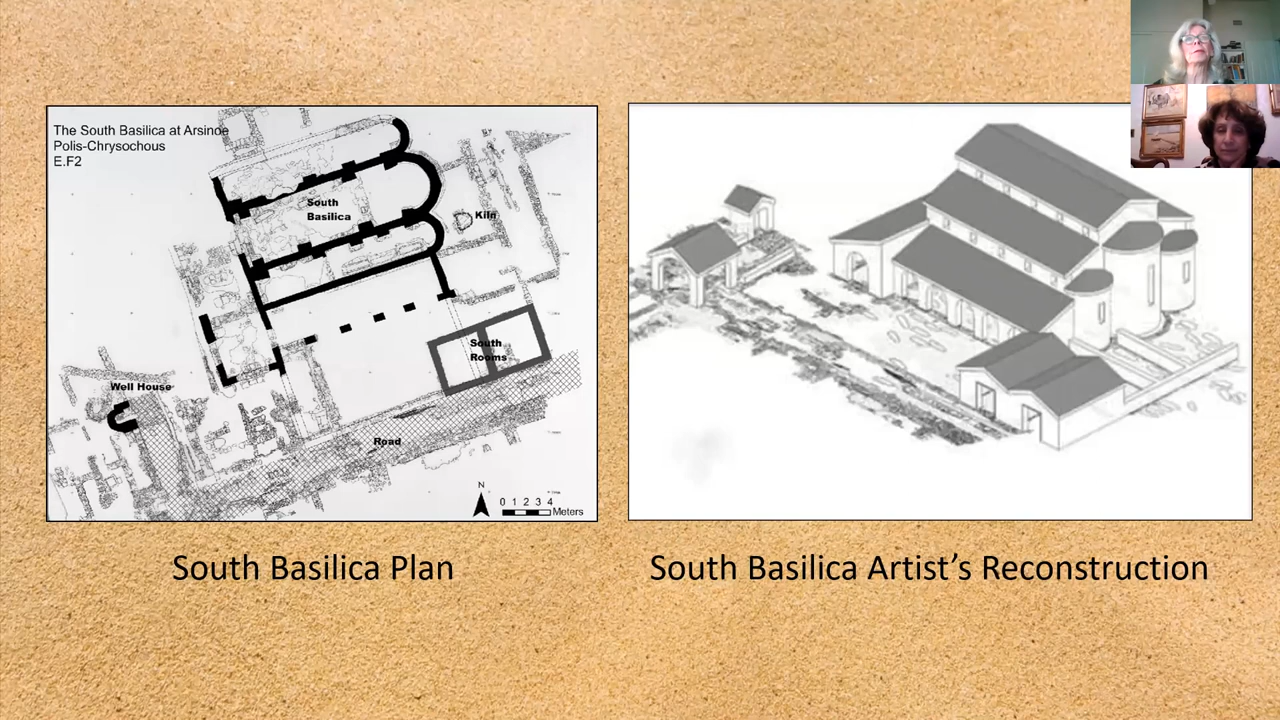 The South Basilica at Arsinoe
Polis-Chrysochous
E.F2
South
Basilica
Kiln
South
Rooms
Well House
Road
N
0 1 2 3 4
Meters
South Basilica Plan
South Basilica Artist’s Reconstruction